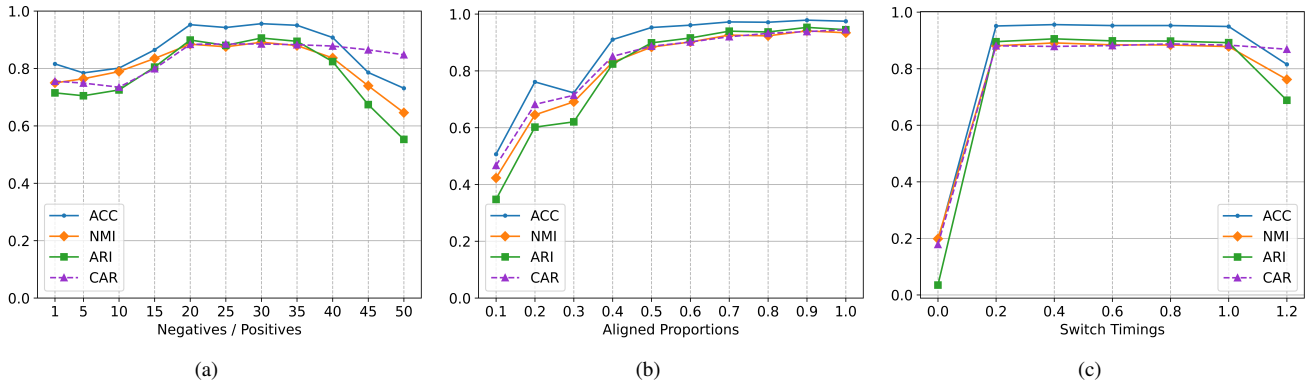 1.0
0.8
0.6
0.4
0.2
0.0
ACC
NMI
ARI
CAR
1 5 10 15 20 25 30 35 40 45 50
Negatives / Positives
(a)
1.0
0.8
0.6
0.4
0.2
0.0
ACC
NMI
ARI
CAR
0.1 0.2 0.3 0.4 0.5 0.6 0.7 0.8 0.9 1.0
Aligned Proportions
(b)
1.0
0.8
0.6
0.4
0.2
0.0
ACC
NMI
ARI
CAR
0.0 0.2 0.4 0.6 0.8 1.0 1.2
Switch Timings
(c)